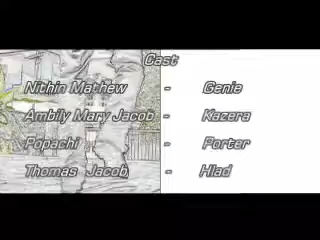 Cast
Nithin Mathew - Genie
Ambily Mary Jacob - Kazera
Popachi - Porter
Thomas Jacob - Hlad